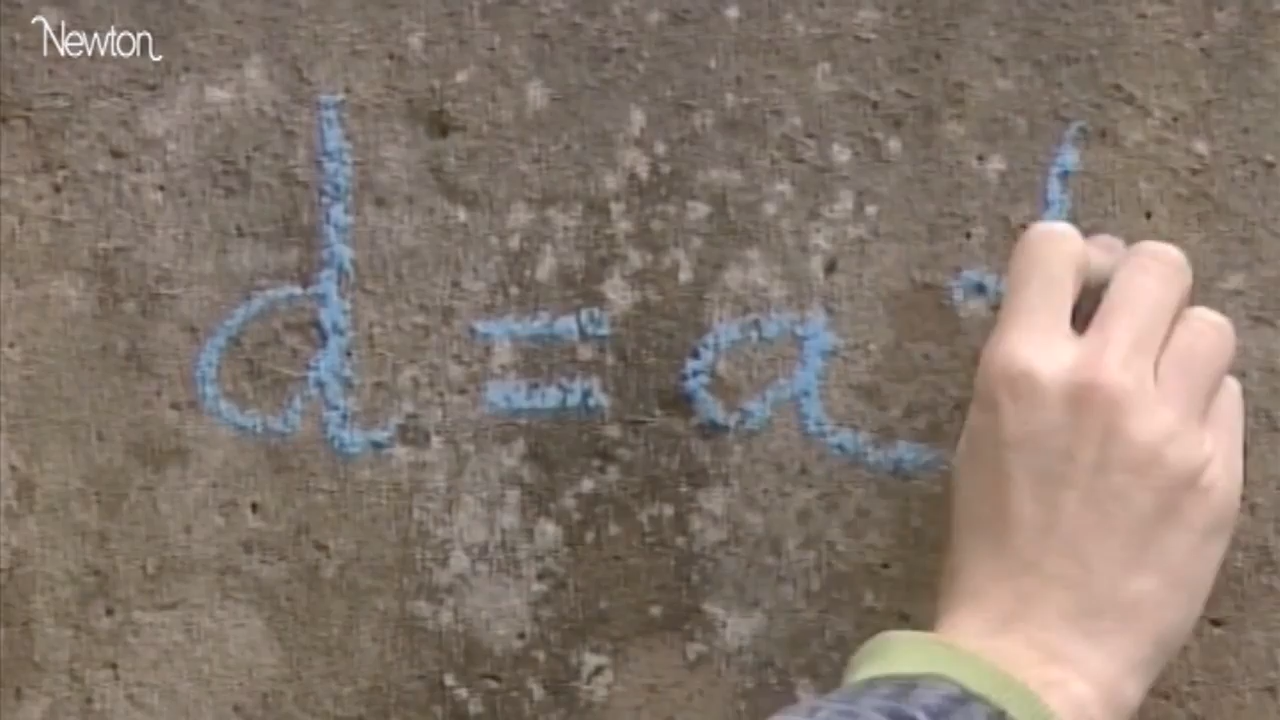 Newton
d = a ·